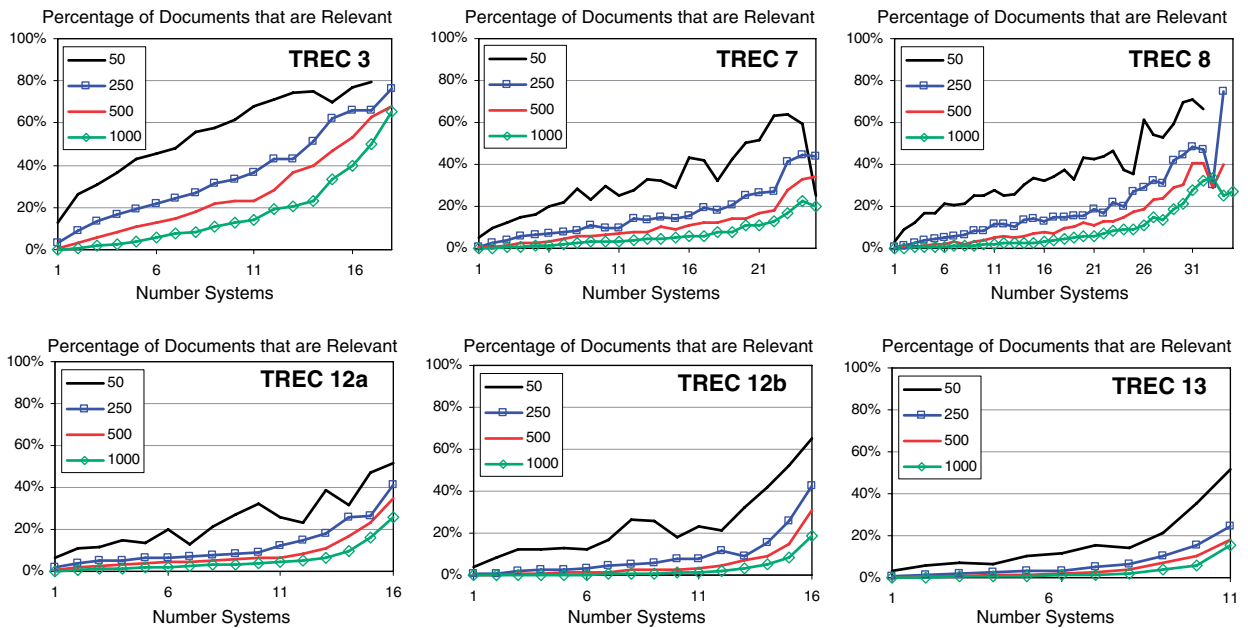 Percentage of Documents that are Relevant
100%
80%
60%
40%
20%
0%
50
250
500
1000
TREC 3
1 6 11 16
Number Systems
Percentage of Documents that are Relevant
100%
80%
60%
40%
20%
0%
50
250
500
1000
TREC 7
1 6 11 16 21
Number Systems
Percentage of Documents that are Relevant
100%
80%
60%
40%
20%
0%
50
250
500
1000
TREC 8
1 6 11 16 21 26 31
Number Systems
Percentage of Documents that are Relevant
100%
80%
60%
40%
20%
0%
50
250
500
1000
TREC 12a
1 6 11 16
Number Systems
Percentage of Documents that are Relevant
100%
80%
60%
40%
20%
0%
50
250
500
1000
TREC 12b
1 6 11 16
Number Systems
Percentage of Documents that are Relevant
100%
80%
60%
40%
20%
0%
50
250
500
1000
TREC 13
1 6 11
Number Systems